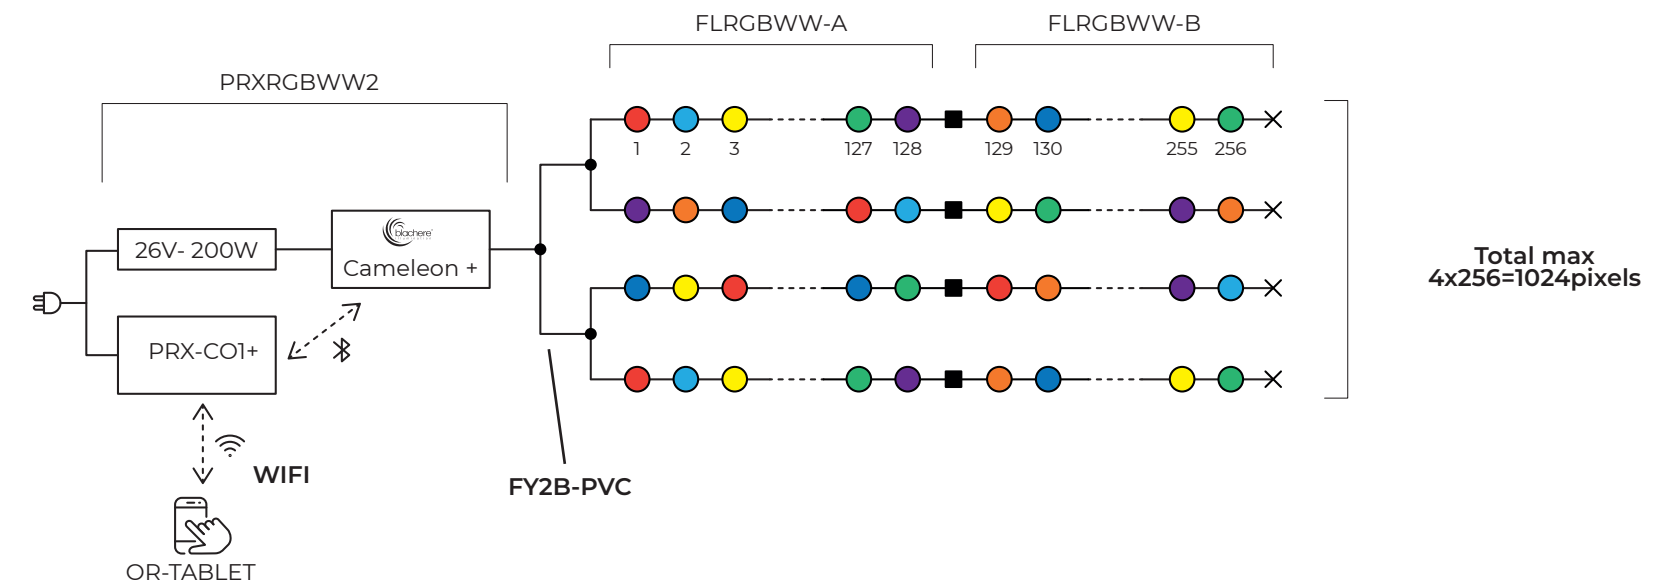 FLRGBWW-A
FLRGBWW-B
PRXRGBWW2
1 2 3 127 128 129 130 255 256
26V- 200W
blachere
Cameleon +
Total max
4x256=1024pixels
PRX-CO1+
WIFI
FY2B-PVC
OR-TABLET